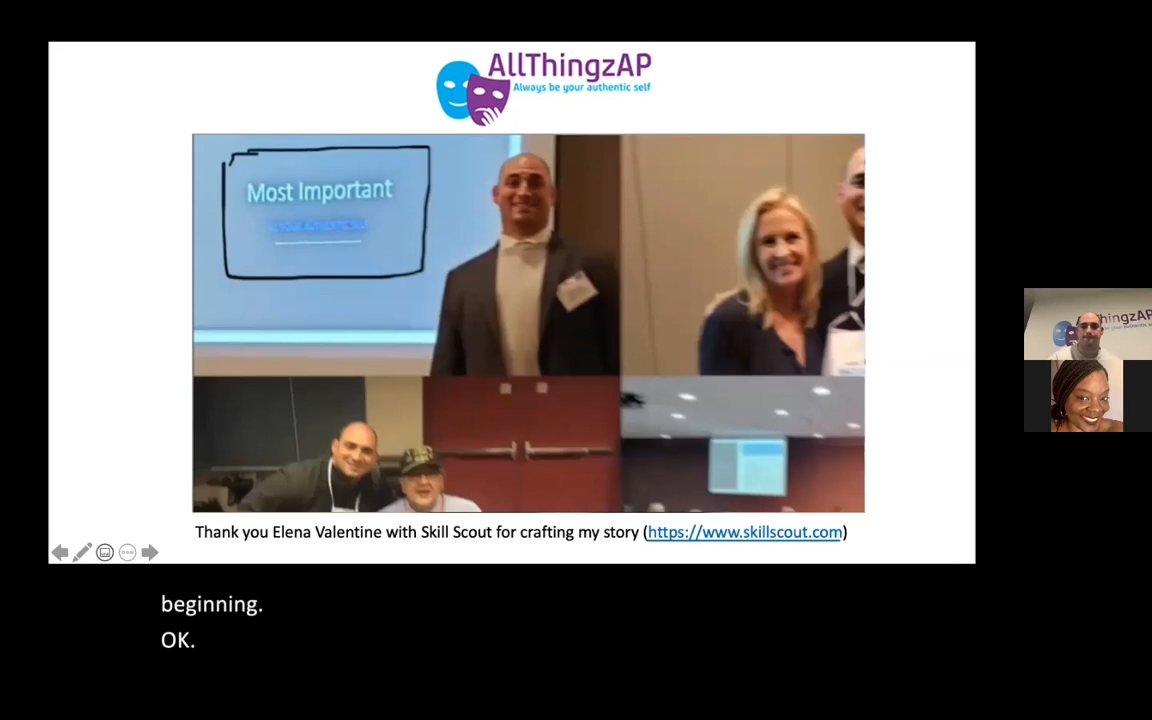 AllThingzAP
Always be your authentic self
Most Important
Thank you Elena Valentine with Skill Scout for crafting my story (https://www.skillscout.com)
hingzAP
beginning.
OK.